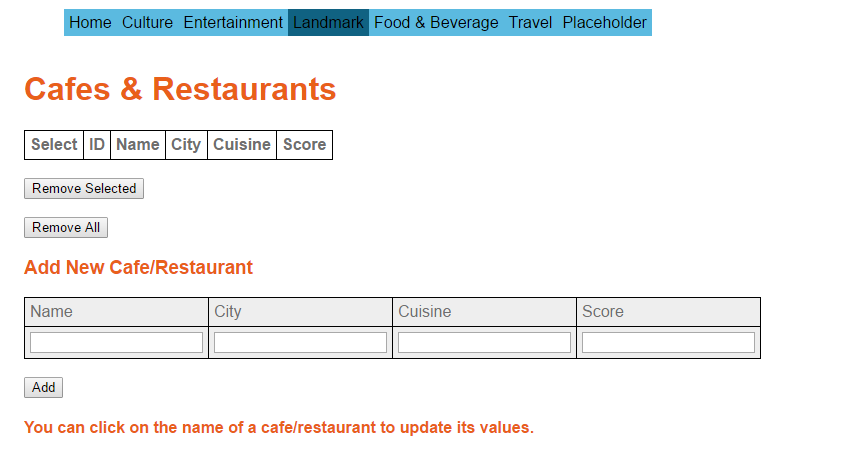 Home Culture Entertainment Landmark Food & Beverage Travel Placeholder
Cafes & Restaurants
Select ID Name City Cuisine Score
Remove Selected
Remove All
Add New Cafe/Restaurant
Name City Cuisine Score
Add
You can click on the name of a cafe/restaurant to update its values.